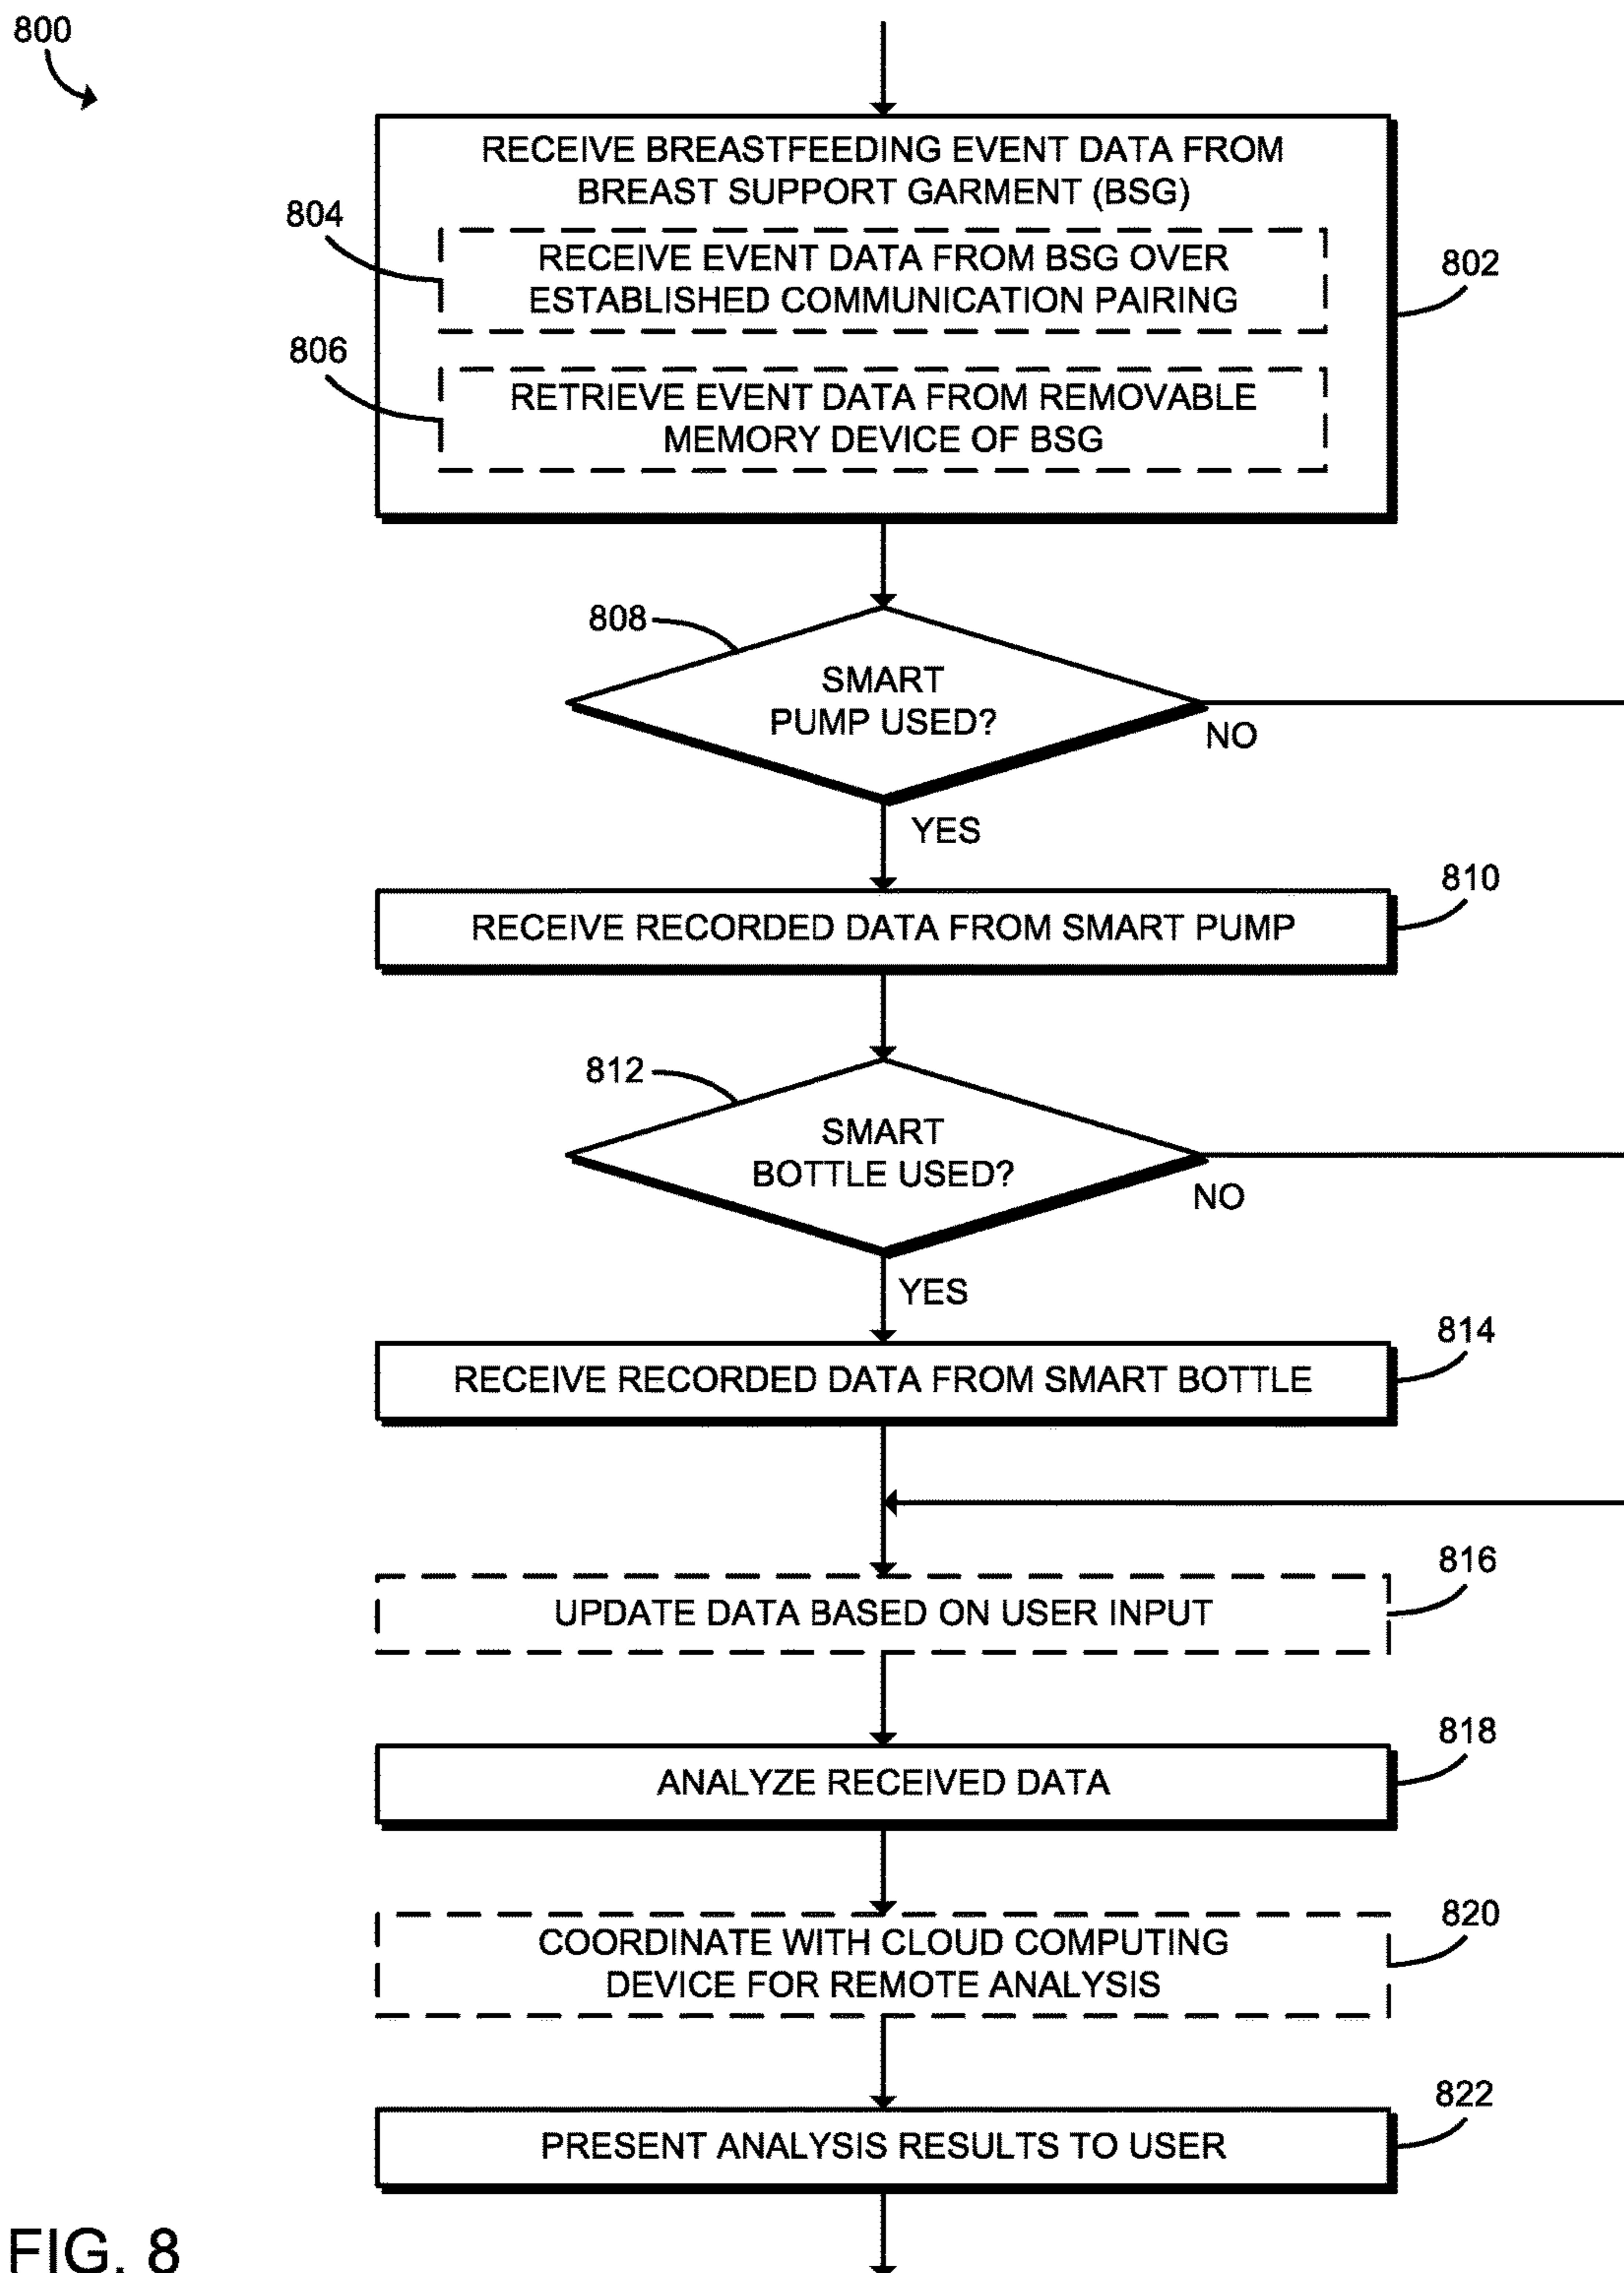 800
RECEIVE BREASTFEEDING EVENT DATA FROM
BREAST SUPPORT GARMENT (BSG)
804
RECEIVE EVENT DATA FROM BSG OVER
ESTABLISHED COMMUNICATION PAIRING
802
806
RETRIEVE EVENT DATA FROM REMOVABLE
MEMORY DEVICE OF BSG
808
SMART
PUMP USED?
NO
YES
810
RECEIVE RECORDED DATA FROM SMART PUMP
812
SMART
BOTTLE USED?
NO
YES
814
RECEIVE RECORDED DATA FROM SMART BOTTLE
816
UPDATE DATA BASED ON USER INPUT
818
ANALYZE RECEIVED DATA
820
COORDINATE WITH CLOUD COMPUTING
DEVICE FOR REMOTE ANALYSIS
822
PRESENT ANALYSIS RESULTS TO USER
FIG. 8